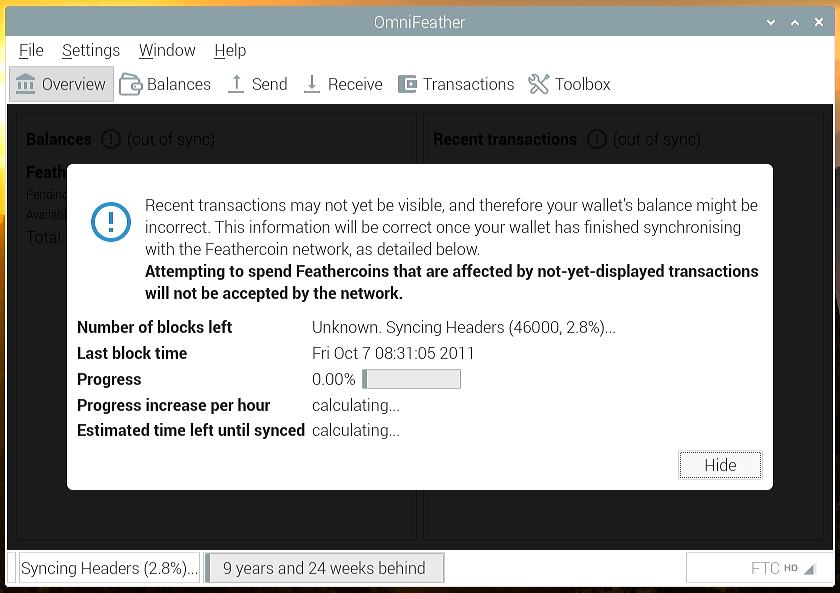 OmniFeather
File Settings Window Help
Overview Balances Send Receive Transactions Toolbox
Balances (out of sync)
Recent transactions (out of sync)
Pending
Total:
Recent transactions may not yet be visible, and therefore your wallet's balance might be
incorrect. This information will be correct once your wallet has finished synchronising
with the Feathercoin network, as detailed below.
Attempting to spend Feathercoins that are affected by not-yet-displayed transactions
will not be accepted by the network.
Number of blocks left Unknown. Syncing Headers (46000, 2.8%)...
Last block time Fri Oct 7 08:31:05 2011
Progress 0.00%
Progress increase per hour calculating...
Estimated time left until synced calculating...
Hide
Syncing Headers (2.8%)... 9 years and 24 weeks behind FTC HD